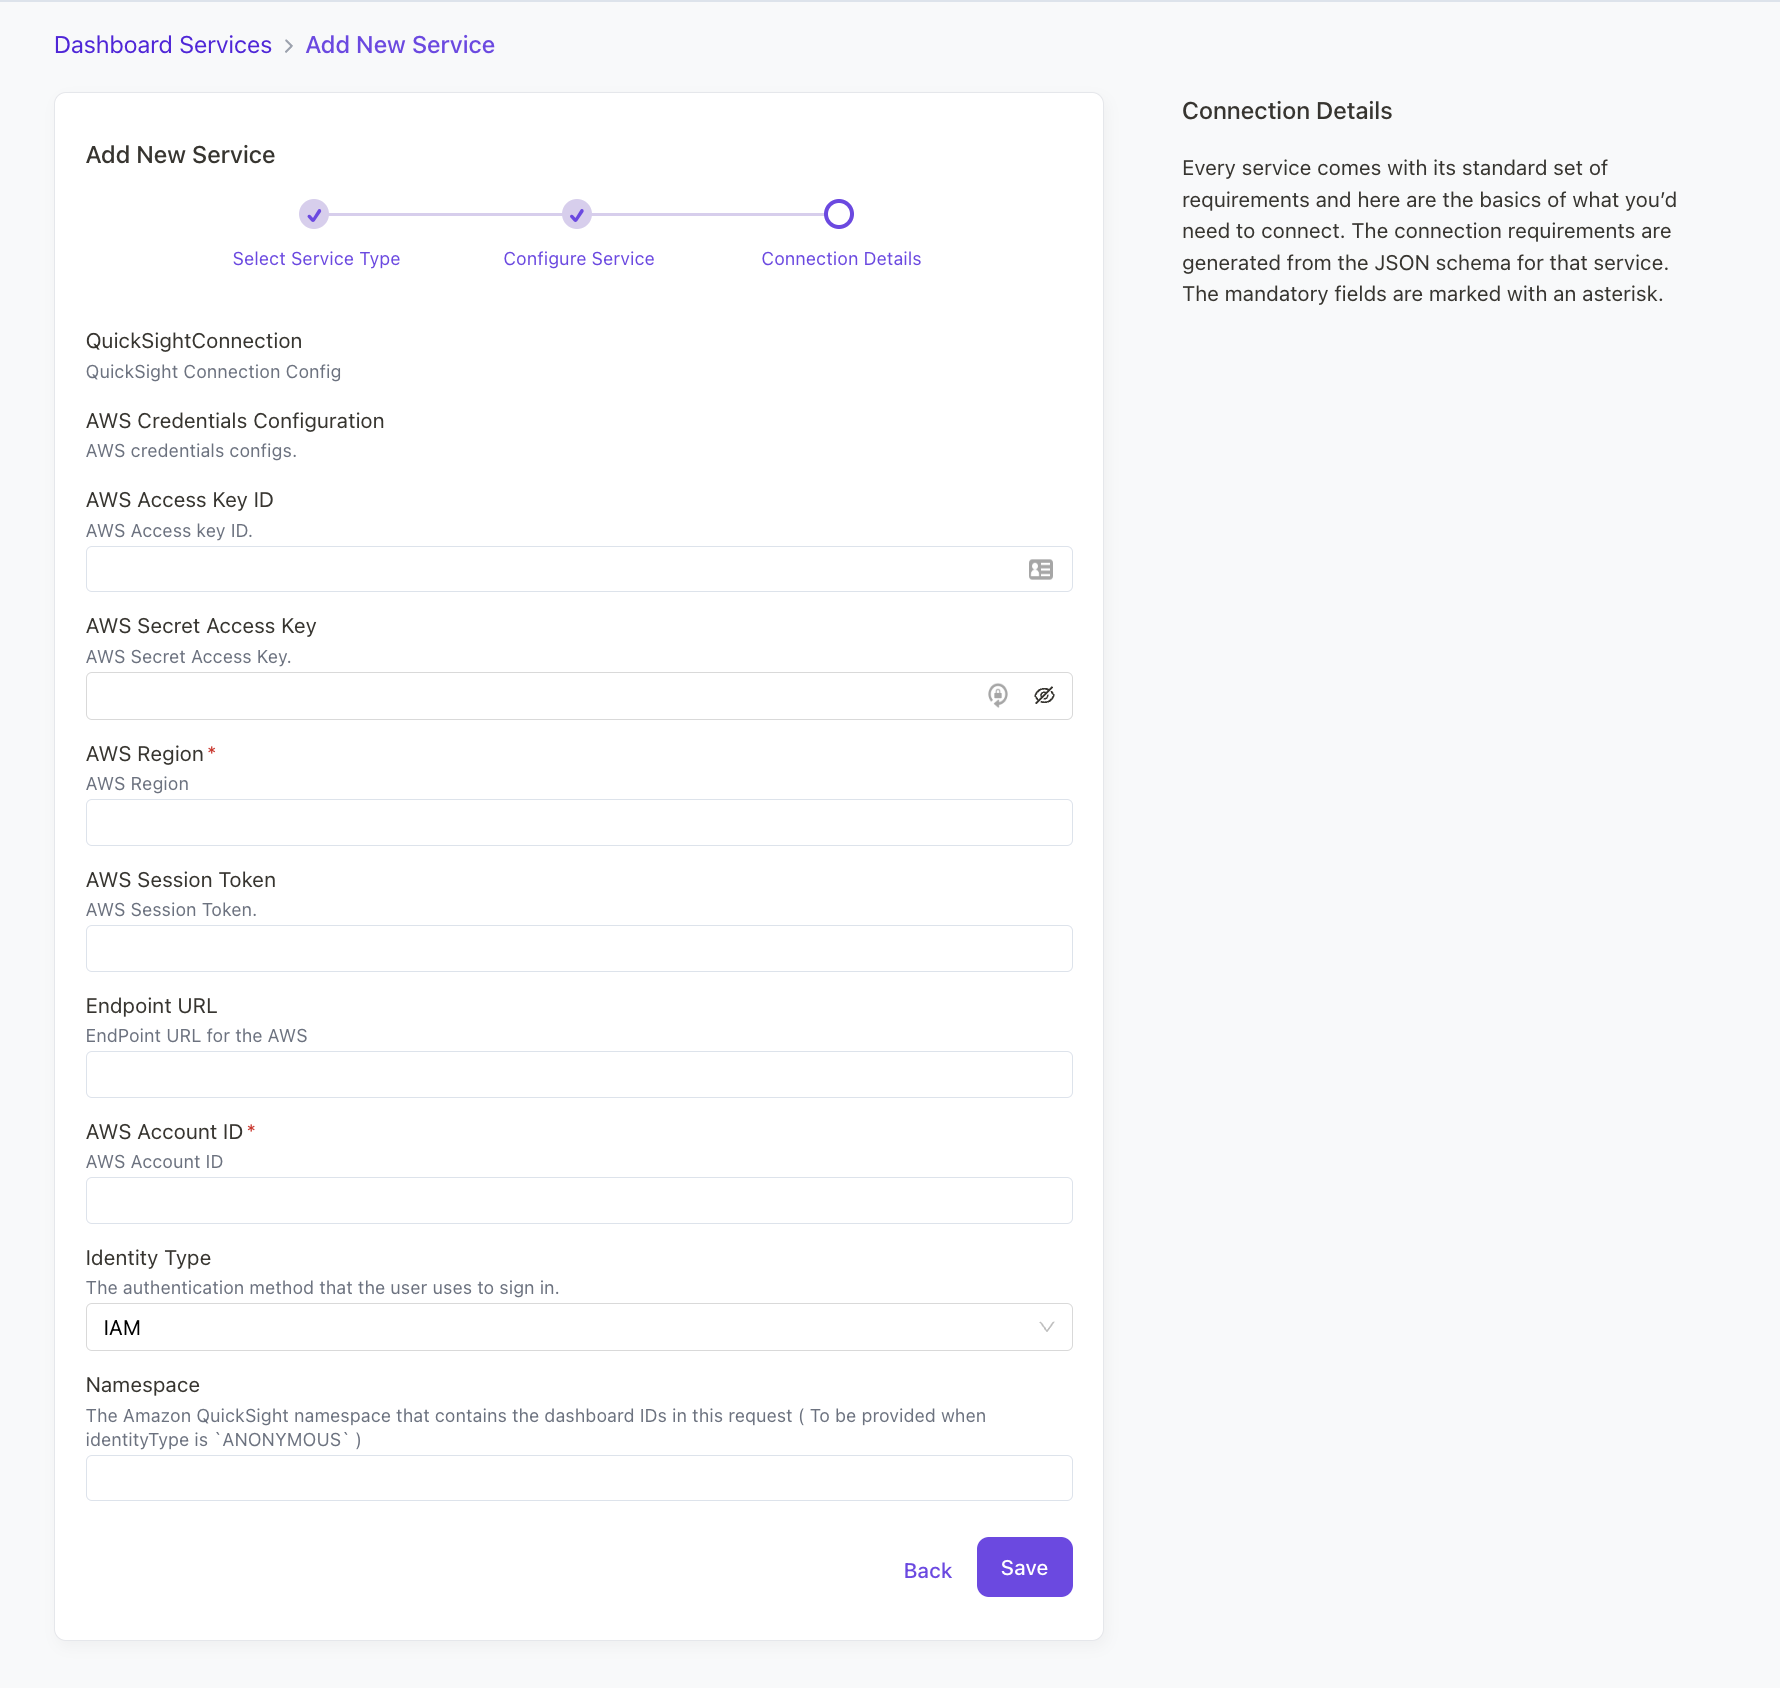 Dashboard Services > Add New Service
Add New Service
Select Service Type
Configure Service
Connection Details
QuickSightConnection
QuickSight Connection Config
AWS Credentials Configuration
AWS credentials configs.
AWS Access Key ID
AWS Access key ID.
AWS Secret Access Key
AWS Secret Access Key.
AWS Region*
AWS Region
AWS Session Token
AWS Session Token.
Endpoint URL
EndPoint URL for the AWS
AWS Account ID*
AWS Account ID
Identity Type
The authentication method that the user uses to sign in.
IAM
Namespace
The Amazon QuickSight namespace that contains the dashboard IDs in this request ( To be provided when
identityType is `ANONYMOUS` )
Back
Save
Connection Details
Every service comes with its standard set of
requirements and here are the basics of what you’d
need to connect. The connection requirements are
generated from the JSON schema for that service.
The mandatory fields are marked with an asterisk.